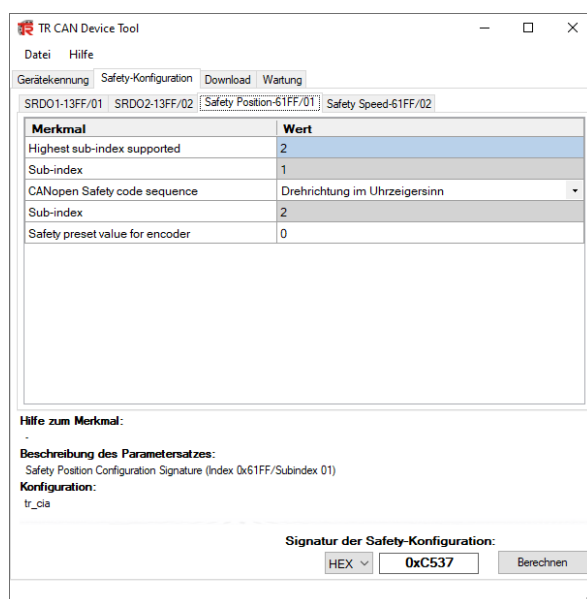 TR CAN Device Tool
Datei Hilfe
Gerätekennung Safety-Konfiguration Download Wartung
SRDO1-13FF/01 SRDO2-13FF/02 Safety Position-61FF/01 Safety Speed-61FF/02
Merkmal Wert
Highest sub-index supported 2
Sub-index 1
CANopen Safety code sequence Drehrichtung im Uhrzeigersinn
Sub-index 2
Safety preset value for encoder 0
Hilfe zum Merkmal:
-
Beschreibung des Parametersatzes:
Safety Position Configuration Signature (Index 0x61FF/Subindex 01)
Konfiguration:
tr_cia
Signatur der Safety-Konfiguration:
HEX 0xC537 Berechnen